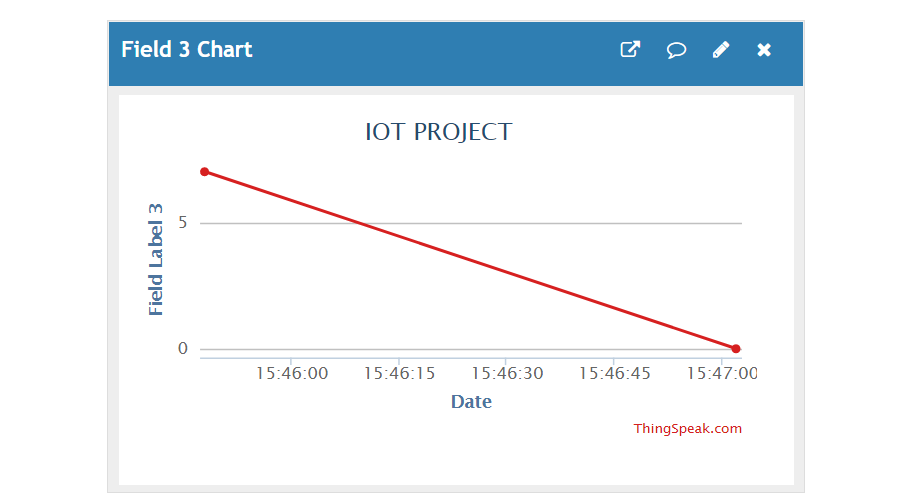 Field 3 Chart
IOT PROJECT
Field Label 3
5
0
15:46:00 15:46:15 15:46:30 15:46:45 15:47:00
Date
ThingSpeak.com